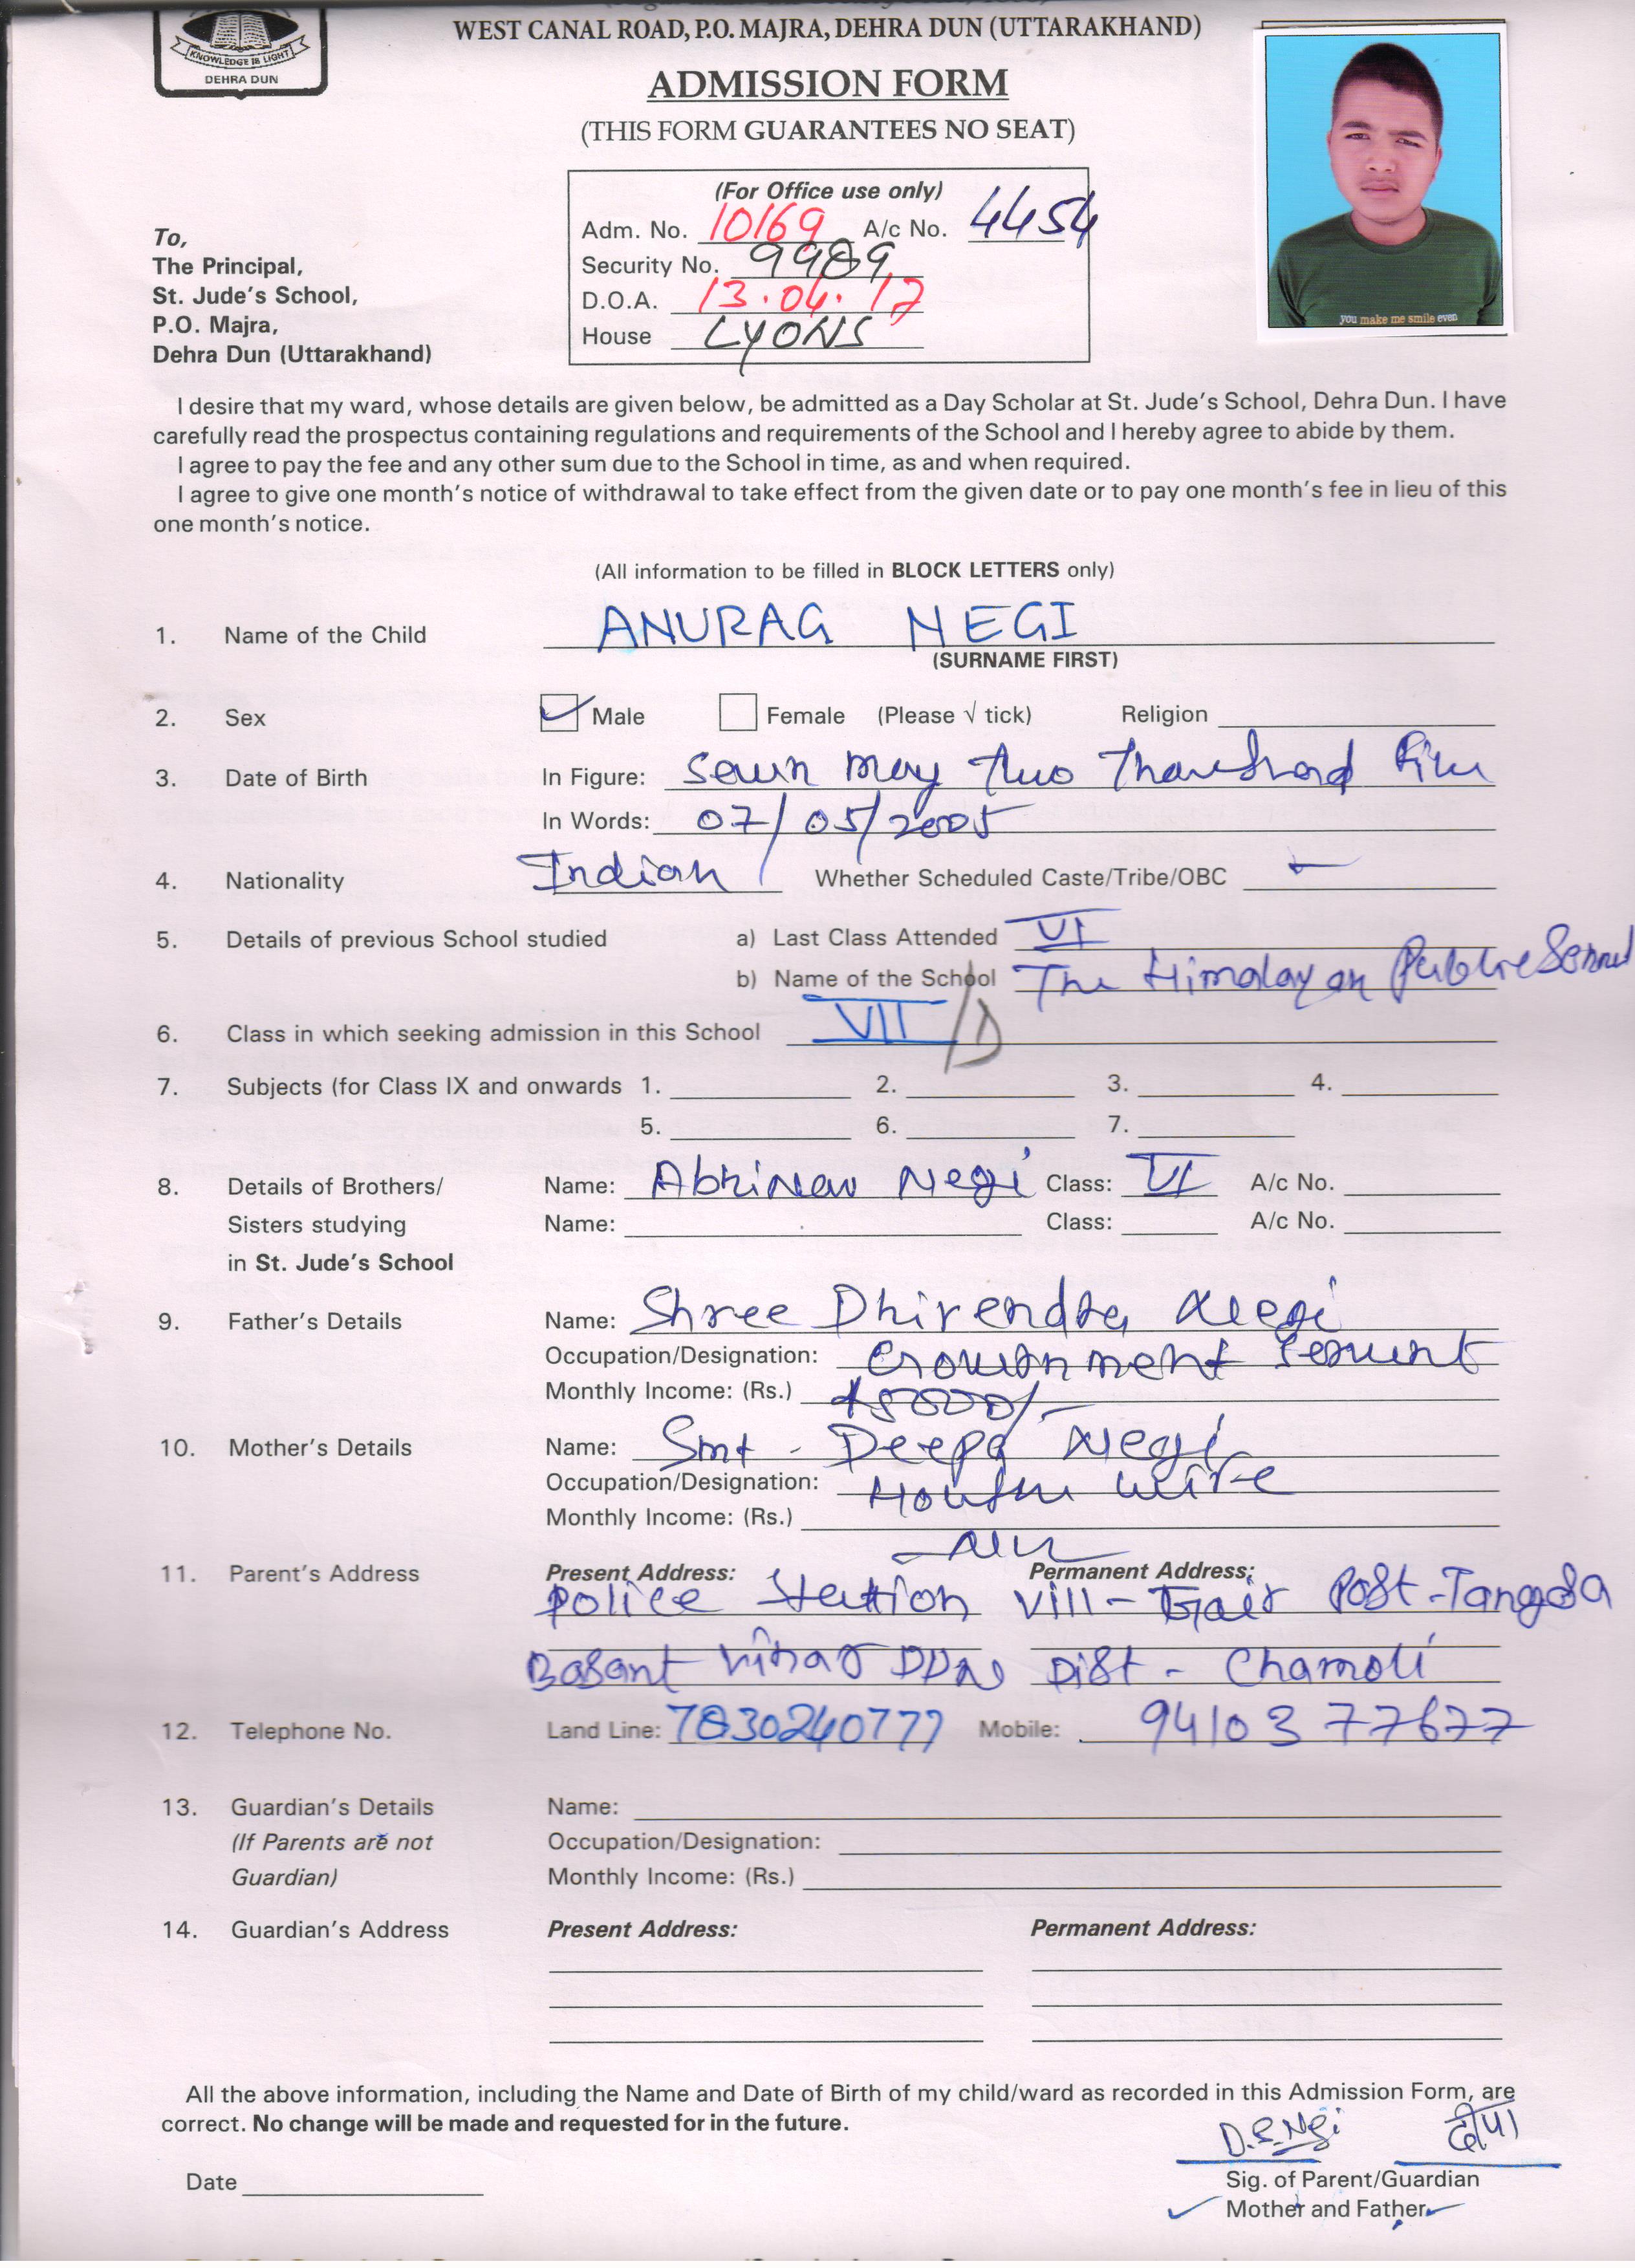 KNOWLEDGE IS LIGHT
DEHRA DUN
WEST CANAL ROAD, P.O. MAJRA, DEHRA DUN (UTTARAKHAND)
ADMISSION FORM
(THIS FORM GUARANTEES NO SEAT)
(For Office use only)
Adm. No. 10169 A/c No. 4454
Security No. 9989
D.O.A. 13.04.17
House LYONS
To,
The Principal,
St. Jude's School,
P.O. Majra,
Dehra Dun (Uttarakhand)
you make me smile even
I desire that my ward, whose details are given below, be admitted as a Day Scholar at St. Jude's School, Dehra Dun. I have
carefully read the prospectus containing regulations and requirements of the School and I hereby agree to abide by them.
I agree to pay the fee and any other sum due to the School in time, as and when required.
I agree to give one month's notice of withdrawal to take effect from the given date or to pay one month's fee in lieu of this
one month's notice.
(All information to be filled in BLOCK LETTERS only)
1. Name of the Child ANURAG NEGI
(SURNAME FIRST)
2. Sex Male Female (Please √ tick) Religion
3. Date of Birth In Figure: may two
In Words: 07/05/2005
4. Nationality Indian Whether Scheduled Caste/Tribe/OBC
5. Details of previous School studied a) Last Class Attended VI
b) Name of the School The Himalayan Public School
6. Class in which seeking admission in this School VII/D
7. Subjects (for Class IX and onwards 1. 2. 3. 4.
5. 6. 7.
8. Details of Brothers/ Name: Abhinav Negi Class: VI A/c No.
Sisters studying Name: Class: A/c No.
in St. Jude's School
9. Father's Details Name: Shree Dhirendra Negi
Occupation/Designation:
Monthly Income: (Rs.)
10. Mother's Details Name: Smt - Deepa Negi
Occupation/Designation: wife
Monthly Income: (Rs.)
11. Parent's Address Present Address: Permanent Address:
Police Station Vill - Gair Post - Tangsa
Basant Vihar DDN Dist - Chamoli
12. Telephone No. Land Line: 7830240777 Mobile: 9410377677
13. Guardian's Details Name:
(If Parents are not Occupation/Designation:
Guardian) Monthly Income: (Rs.)
14. Guardian's Address Present Address: Permanent Address:
All the above information, including the Name and Date of Birth of my child/ward as recorded in this Admission Form, are
correct. No change will be made and requested for in the future.
D.S.Negi दीपा
Date Sig. of Parent/Guardian
Mother and Father